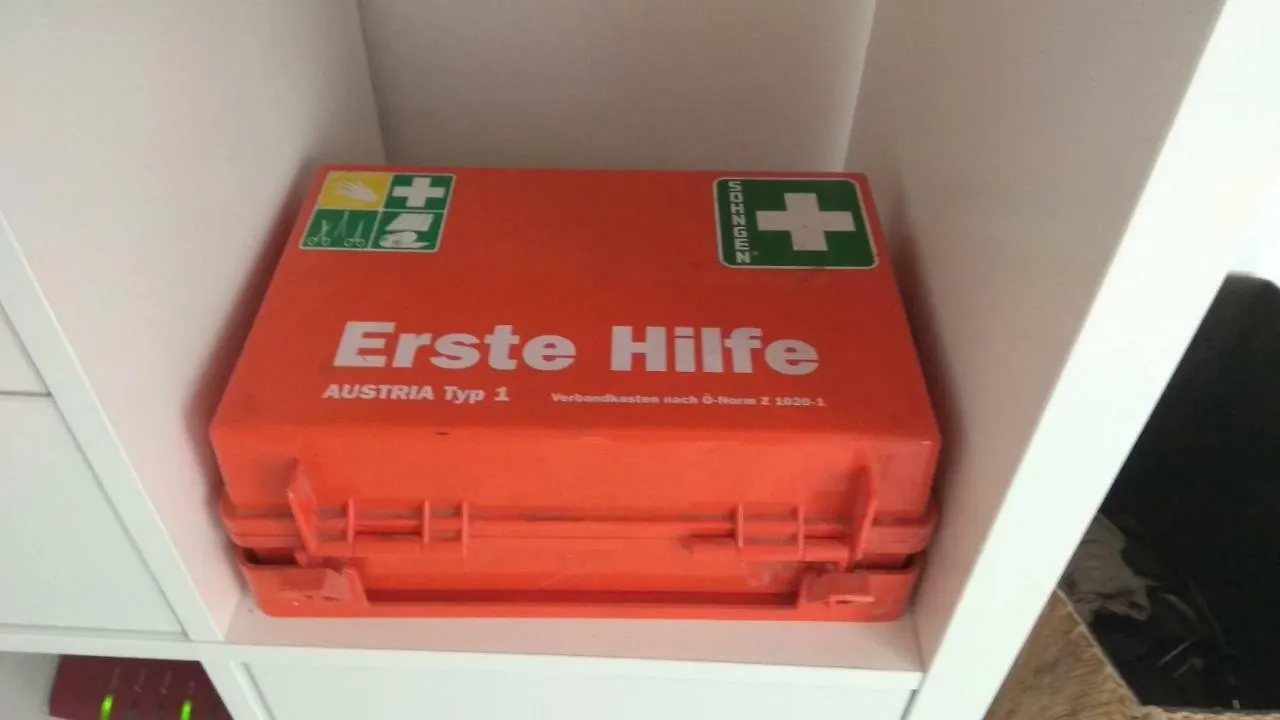 SÖHNGEN®
Erste Hilfe
AUSTRIA Typ 1
Verbandkasten nach Ö-Norm Z 1020-1